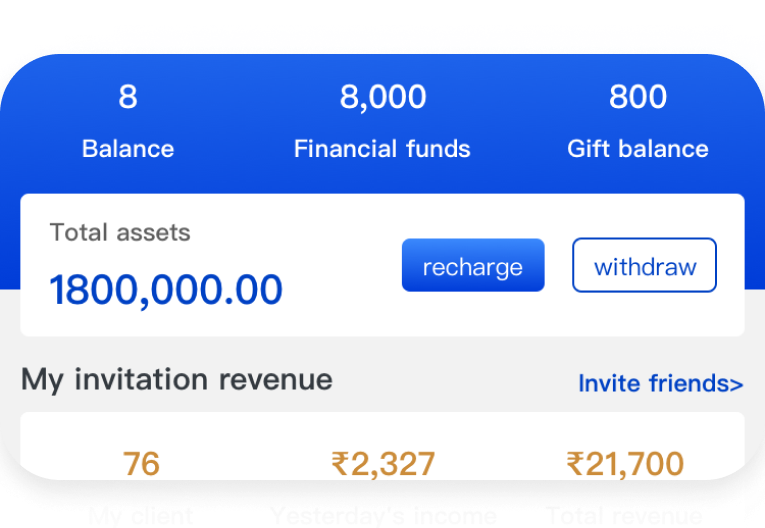 8 8,000 800
Balance Financial funds Gift balance
Total assets
1800,000.00
recharge withdraw
My invitation revenue Invite friends>
76 ₹2,327 ₹21,700
My client Yesterday's income Total revenue